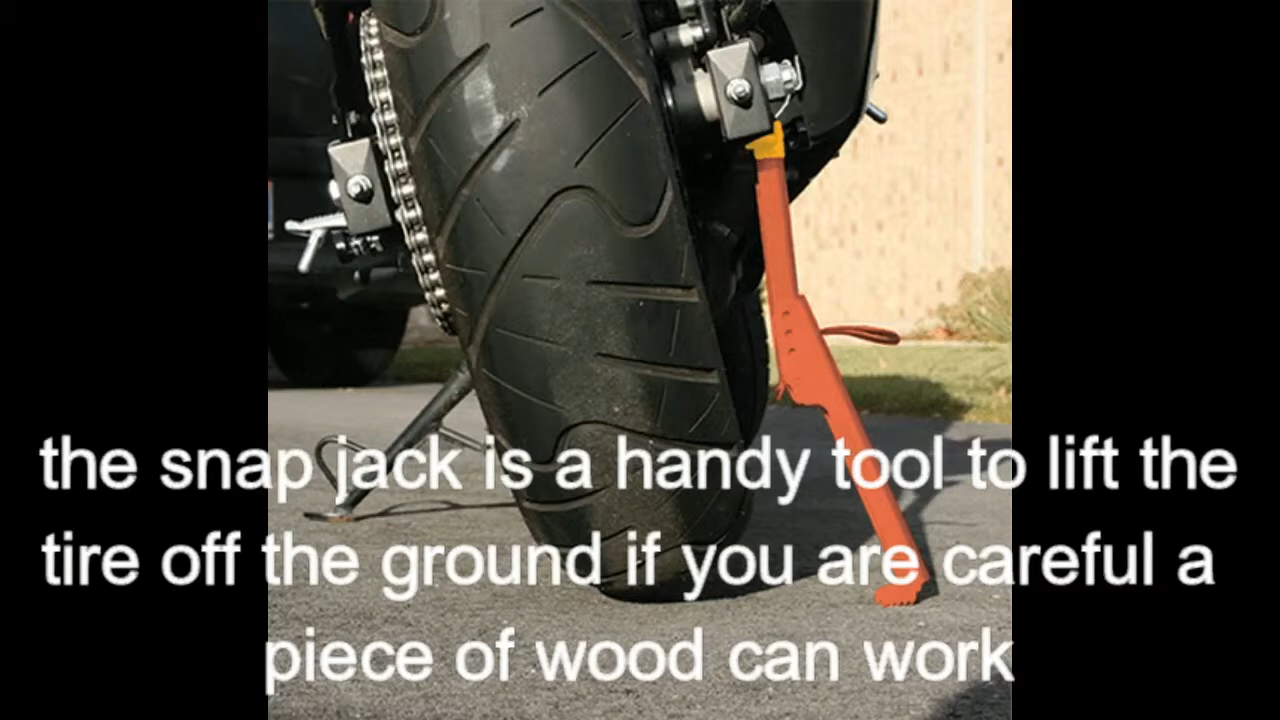 the snap jack is a handy tool to lift the
tire off the ground if you are careful a
piece of wood can work